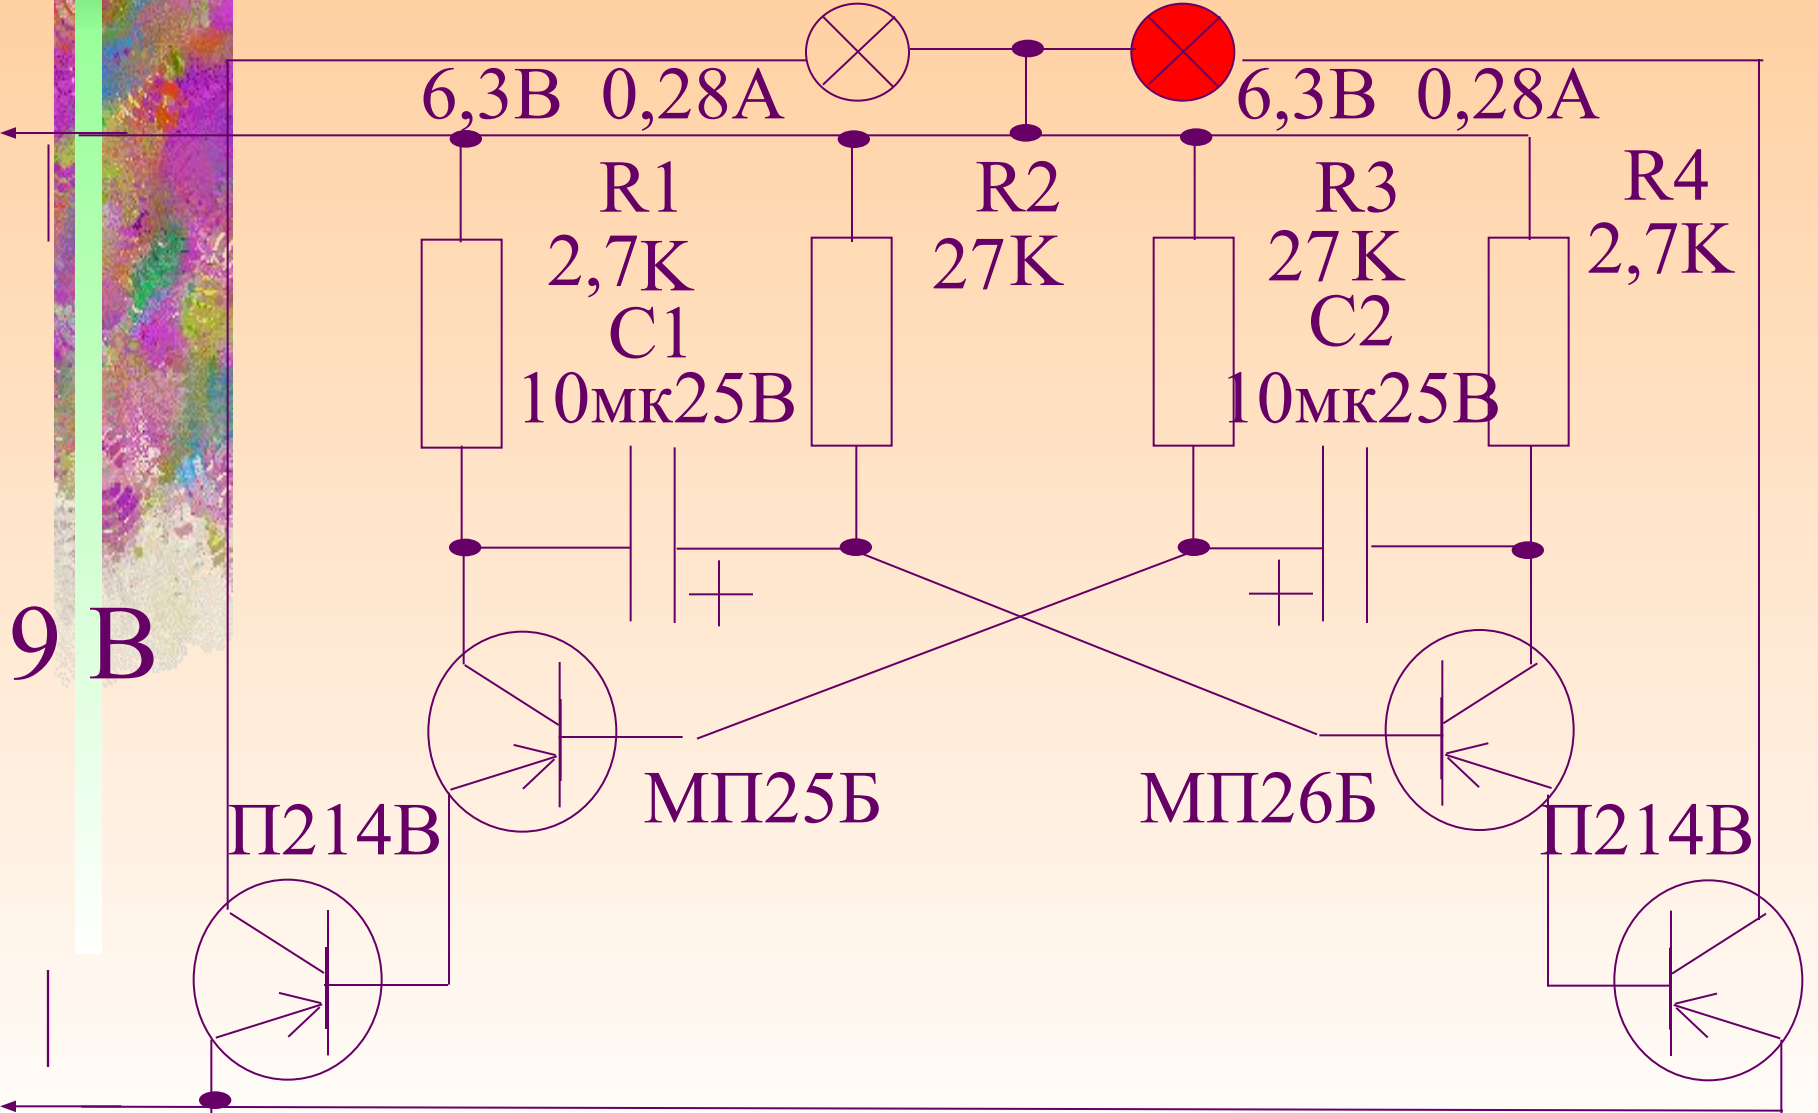 6,3В 0,28А
6,3В 0,28А
R1
2,7К
R2
27К
R3
27К
R4
2,7К
С1
10мк25В
С2
10мк25В
+
+
9 В
МП25Б
МП26Б
П214В
П214В